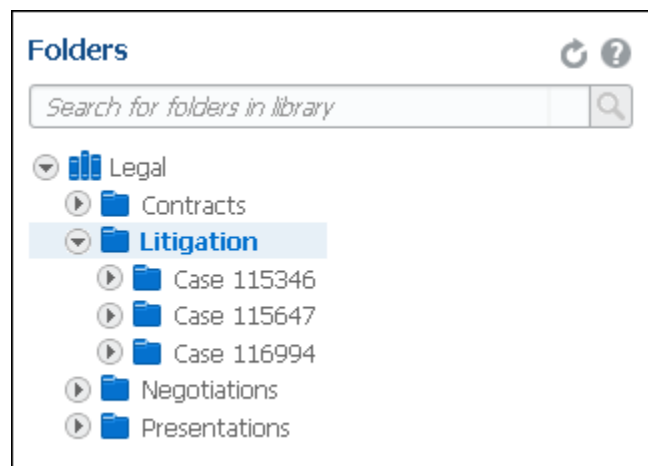 Folders
Search for folders in library
Legal
Contracts
Litigation
Case 115346
Case 115647
Case 116994
Negotiations
Presentations